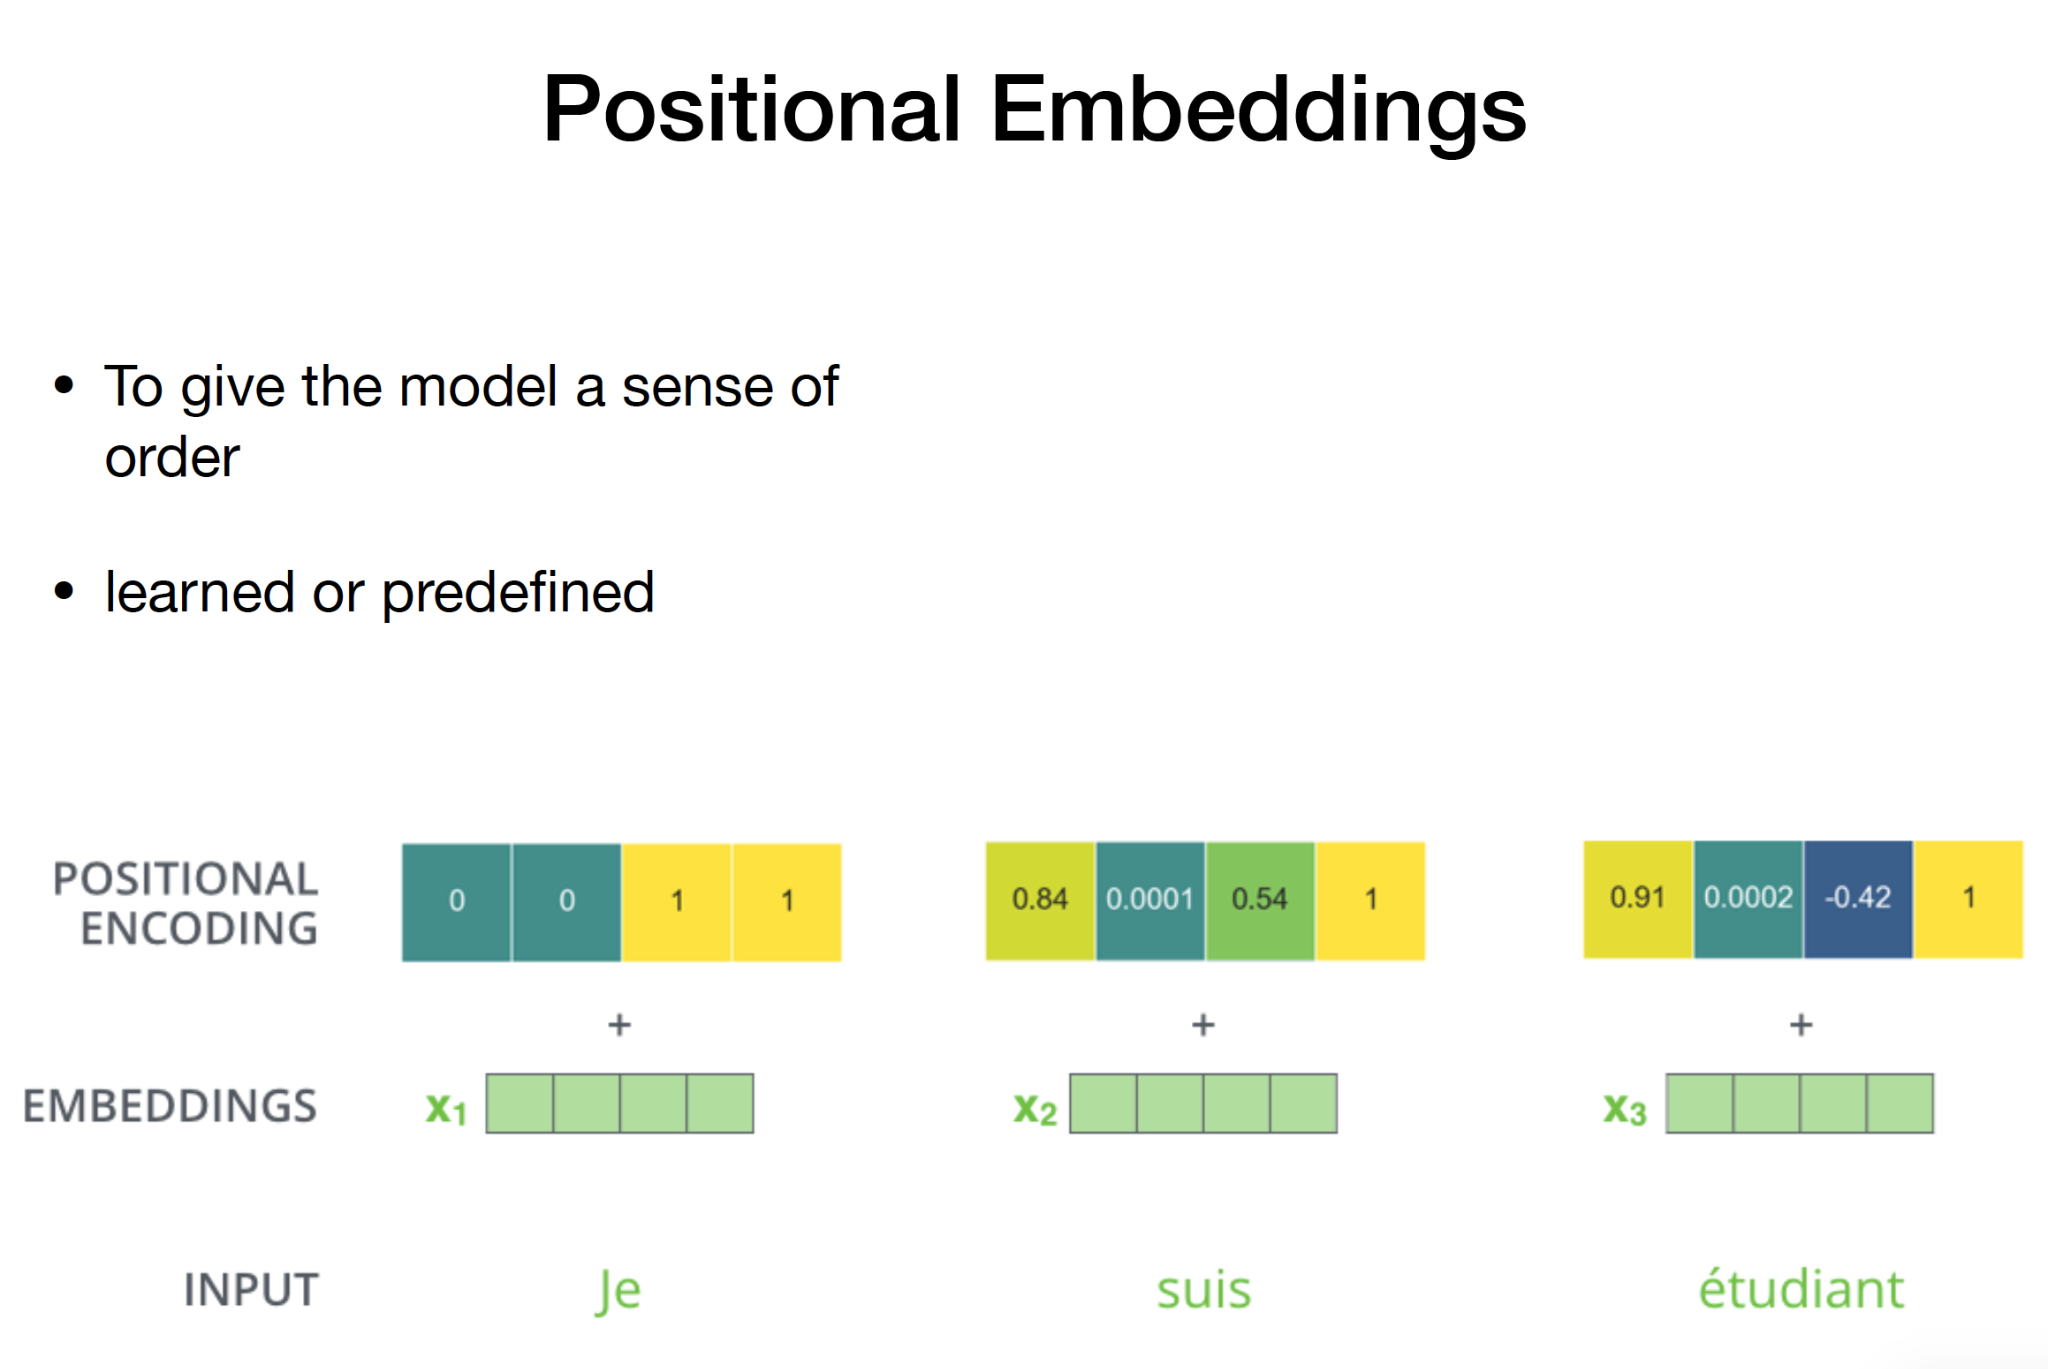 Positional Embeddings
• To give the model a sense of
order
• learned or predefined
POSITIONAL
ENCODING
0 0 1 1
0.84 0.0001 0.54 1
0.91 0.0002 -0.42 1
+ + +
EMBEDDINGS
x1
x2
x3
INPUT
Je
suis
étudiant